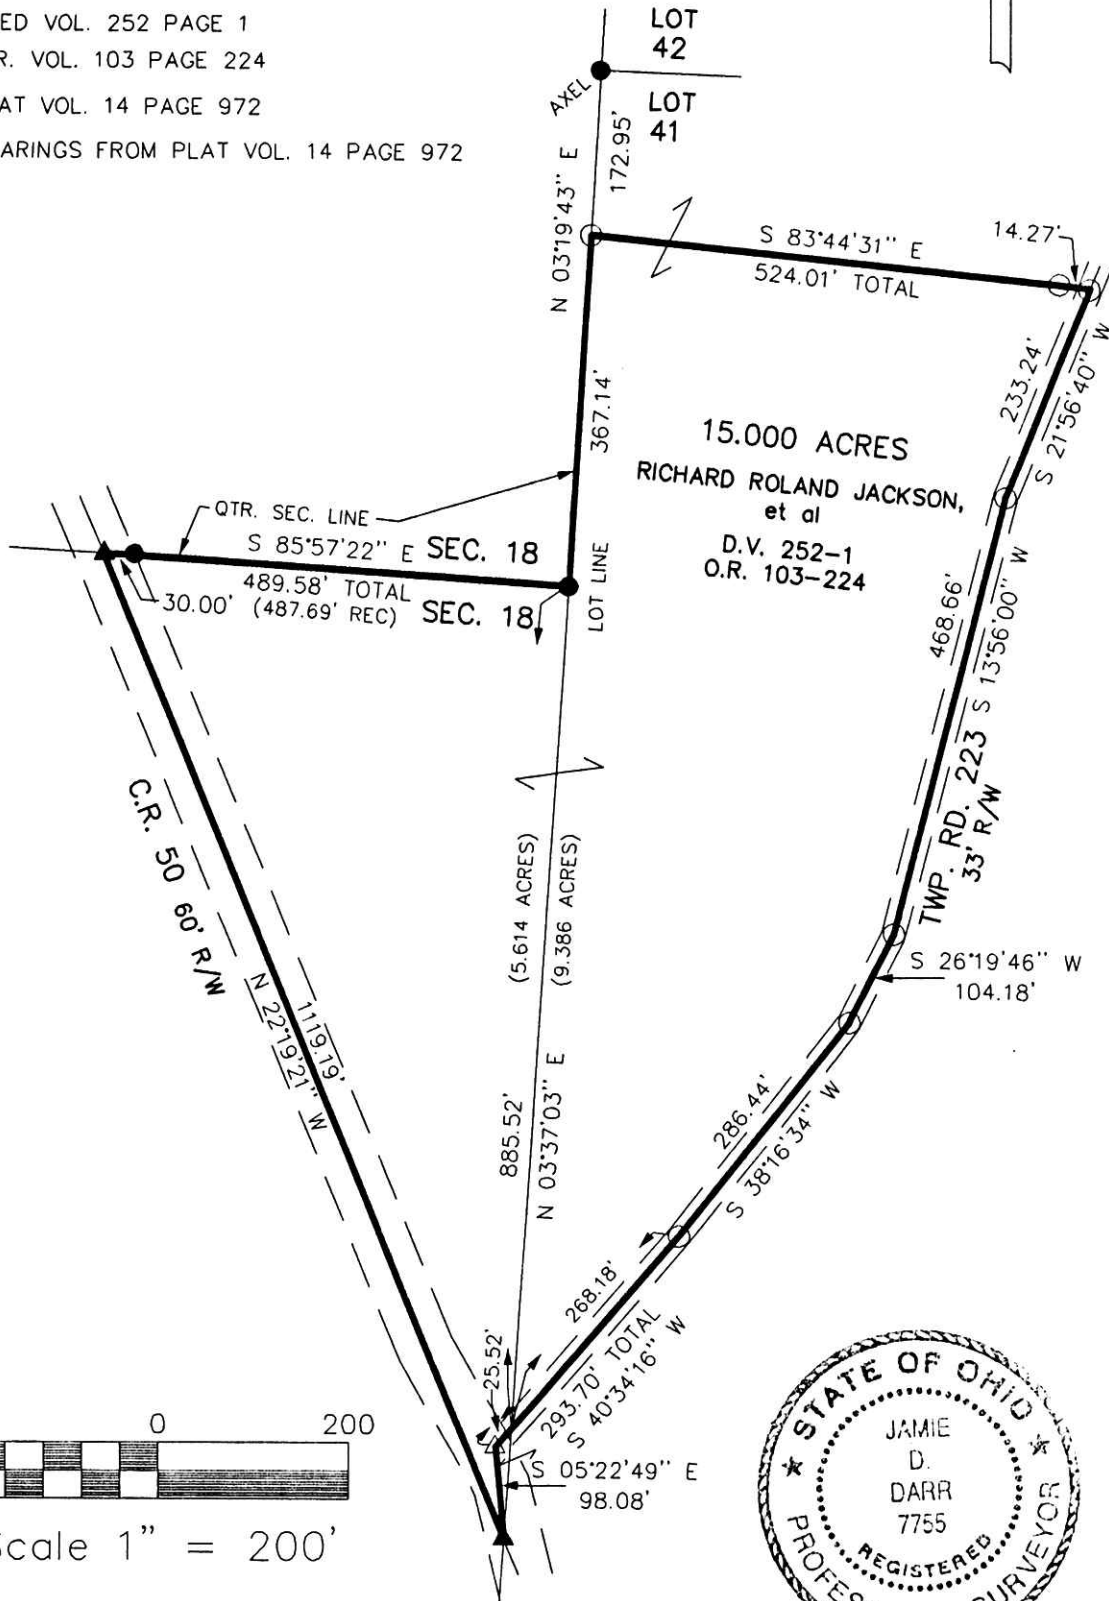 ED VOL. 252 PAGE 1
R. VOL. 103 PAGE 224
AT VOL. 14 PAGE 972
ARINGS FROM PLAT VOL. 14 PAGE 972
LOT
42
AXEL
LOT
41
172.95'
N 03°19'43" E
S 83°44'31" E
524.01' TOTAL
14.27'
233.24'
S 21°56'40" W
367.14'
15.000 ACRES
RICHARD ROLAND JACKSON,
et al
D.V. 252-1
O.R. 103-224
QTR. SEC. LINE
S 85°57'22" E SEC. 18
489.58' TOTAL
30.00' (487.69' REC) SEC. 18
LOT LINE
468.66'
S 13°56'00" W
TWP. RD. 223
33' R/W
C.R. 50 60' R/W
N 22°19'21" W
1119.19'
(5.614 ACRES)
(9.386 ACRES)
S 26°19'46" W
104.18'
885.52'
N 03°37'03" E
286.44'
S 38°16'34" W
268.18'
293.70' TOTAL
S 40°34'16" W
25.52'
S 05°22'49" E
98.08'
0 200
Scale 1" = 200'
STATE OF OHIO
JAMIE
D.
DARR
7755
REGISTERED
PROFES
SURVEYOR